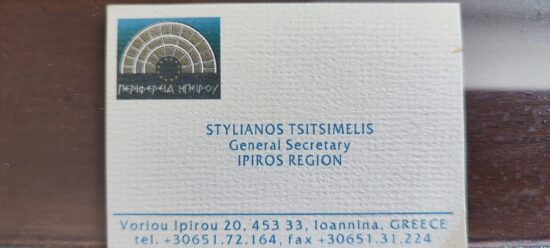 ΠΕΡΙΦΕΡΕΙΑ ΗΠΕΙΡΟΥ
STYLIANOS TSITSIMELIS
General Secretary
IPIROS REGION
Voriou Ipirou 20, 453 33, Ioannina, GREECE
tel. +30651.72.164, fax +30651.31.224